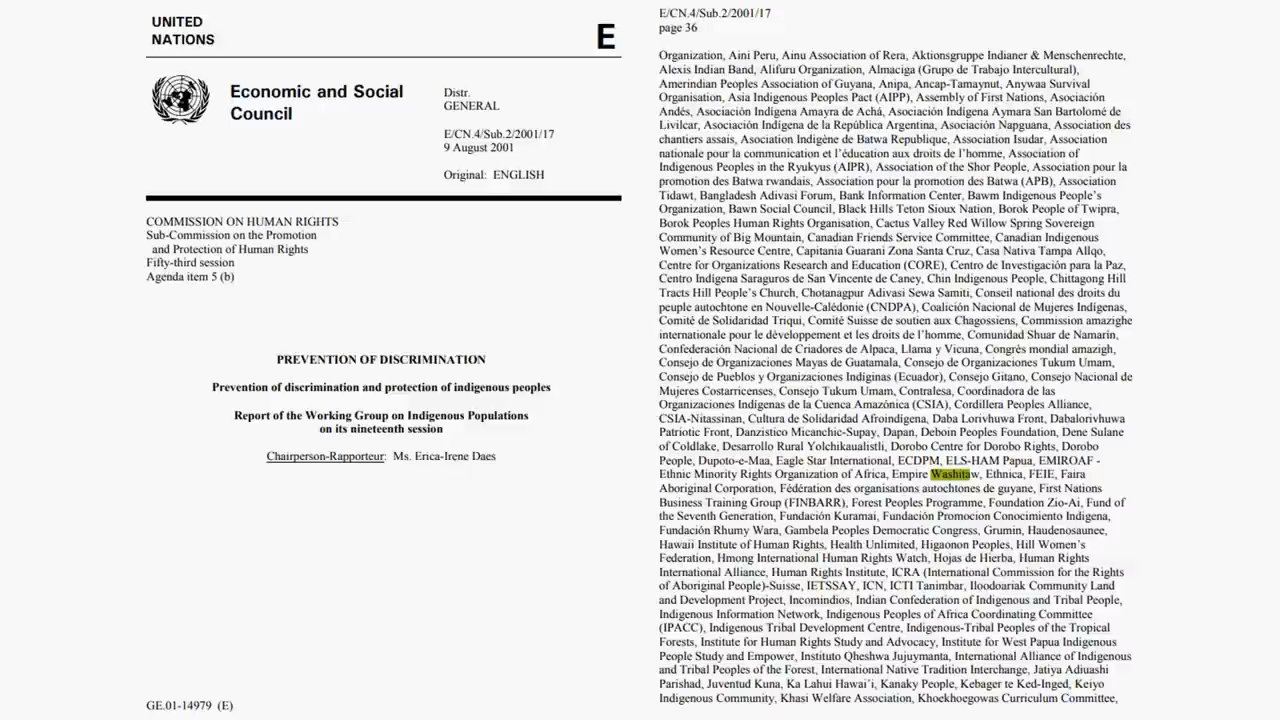 UNITED
NATIONS
E
Economic and Social
Council
Distr.
GENERAL
E/CN.4/Sub.2/2001/17
9 August 2001
Original: ENGLISH
COMMISSION ON HUMAN RIGHTS
Sub-Commission on the Promotion
and Protection of Human Rights
Fifty-third session
Agenda item 5 (b)
PREVENTION OF DISCRIMINATION
Prevention of discrimination and protection of indigenous peoples
Report of the Working Group on Indigenous Populations
on its nineteenth session
Chairperson-Rapporteur: Ms. Erica-Irene Daes
GE.01-14979 (E)
E/CN.4/Sub.2/2001/17
page 36
Organization, Aini Peru, Ainu Association of Rera, Aktionsgruppe Indianer & Menschenrechte,
Alexis Indian Band, Alifuru Organization, Almaciga (Grupo de Trabajo Intercultural),
Amerindian Peoples Association of Guyana, Anipa, Ancap-Tamaynut, Anywaa Survival
Organisation, Asia Indigenous Peoples Pact (AIPP), Assembly of First Nations, Asociación
Andés, Asociación Indígena Amayra de Achá, Asociación Indígena Aymara San Bartolomé de
Livilcar, Asociación Indígena de la República Argentina, Asociación Napguana, Association des
chantiers assais, Asociation Indigène de Batwa Republique, Association Isudar, Association
nationale pour la communication et l'éducation aux droits de l'homme, Association of
Indigenous Peoples in the Ryukyus (AIPR), Association of the Shor People, Association pour la
promotion des Batwa rwandais, Association pour la promotion des Batwa (APB), Association
Tidawt, Bangladesh Adivasi Forum, Bank Information Center, Bawm Indigenous People's
Organization, Bawn Social Council, Black Hills Teton Sioux Nation, Borok People of Twipra,
Borok Peoples Human Rights Organisation, Cactus Valley Red Willow Spring Sovereign
Community of Big Mountain, Canadian Friends Service Committee, Canadian Indigenous
Women's Resource Centre, Capitania Guarani Zona Santa Cruz, Casa Nativa Tampa Allqo,
Centre for Organizations Research and Education (CORE), Centro de Investigación para la Paz,
Centro Indígena Saraguros de San Vincente de Caney, Chin Indigenous People, Chittagong Hill
Tracts Hill People's Church, Chotanagpur Adivasi Sewa Samiti, Conseil national des droits du
peuple autochtone en Nouvelle-Calédonie (CNDPA), Coalición Nacional de Mujeres Indígenas,
Comité de Solidaridad Triqui, Comité Suisse de soutien aux Chagossiens, Commission amazighe
internationale pour le développement et les droits de l'homme, Comunidad Shuar de Namarín,
Confederación Nacional de Criadores de Alpaca, Llama y Vicuna, Congrès mondial amazigh,
Consejo de Organizaciones Mayas de Guatamala, Consejo de Organizaciones Tukum Umam,
Consejo de Pueblos y Organizaciones Indíginas (Ecuador), Consejo Gitano, Consejo Nacional de
Mujeres Costarricenses, Consejo Tukum Umam, Contralesa, Coordinadora de las
Organizaciones Indígenas de la Cuenca Amazónica (CSIA), Cordillera Peoples Alliance,
CSIA-Nitassinan, Cultura de Solidaridad Afroindígena, Daba Lorivhuwa Front, Dabalorivhuwa
Patriotic Front, Danzistico Micanchic-Supay, Dapan, Deboin Peoples Foundation, Dene Sulane
of Coldlake, Desarrollo Rural Yolchikaualistli, Dorobo Centre for Dorobo Rights, Dorobo
People, Dupoto-e-Maa, Eagle Star International, ECDPM, ELS-HAM Papua, EMIROAF -
Ethnic Minority Rights Organization of Africa, Empire Washitaw, Ethnica, FEIE, Faira
Aboriginal Corporation, Fédération des organisations autochtones de guyane, First Nations
Business Training Group (FINBARR), Forest Peoples Programme, Foundation Zio-Ai, Fund of
the Seventh Generation, Fundación Kuramai, Fundación Promocion Conocimiento Indigena,
Fundación Rhumy Wara, Gambela Peoples Democratic Congress, Grumin, Haudenosaunee,
Hawaii Institute of Human Rights, Health Unlimited, Higaonon Peoples, Hill Women's
Federation, Hmong International Human Rights Watch, Hojas de Hierba, Human Rights
International Alliance, Human Rights Institute, ICRA (International Commission for the Rights
of Aboriginal People)-Suisse, IETSSAY, ICN, ICTI Tanimbar, Iloodoariak Community Land
and Development Project, Incomindios, Indian Confederation of Indigenous and Tribal People,
Indigenous Information Network, Indigenous Peoples of Africa Coordinating Committee
(IPACC), Indigenous Tribal Development Centre, Indigenous-Tribal Peoples of the Tropical
Forests, Institute for Human Rights Study and Advocacy, Institute for West Papua Indigenous
People Study and Empower, Instituto Qheshwa Jujuymanta, International Alliance of Indigenous
and Tribal Peoples of the Forest, International Native Tradition Interchange, Jatiya Adiuashi
Parishad, Juventud Kuna, Ka Lahui Hawai'i, Kanaky People, Kebager te Ked-Inged, Keiyo
Indigenous Community, Khasi Welfare Association, Khoekhoegowas Curriculum Committee,